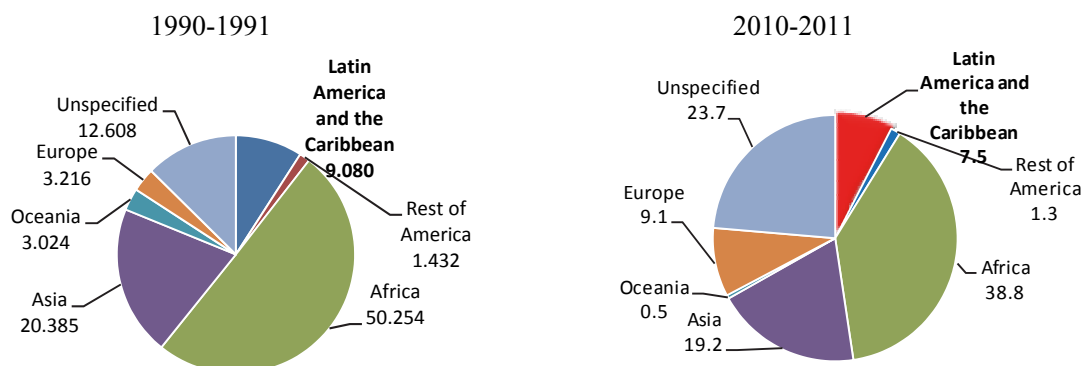 1990-1991
Latin
America
and the
Caribbean
9.080
Unspecified
12.608
Europe
3.216
Oceania
3.024
Asia
20.385
Rest of
America
1.432
Africa
50.254
2010-2011
Latin
America and
the
Caribbean
7.5
Unspecified
23.7
Rest of
America
1.3
Europe
9.1
Africa
38.8
Oceania
0.5
Asia
19.2